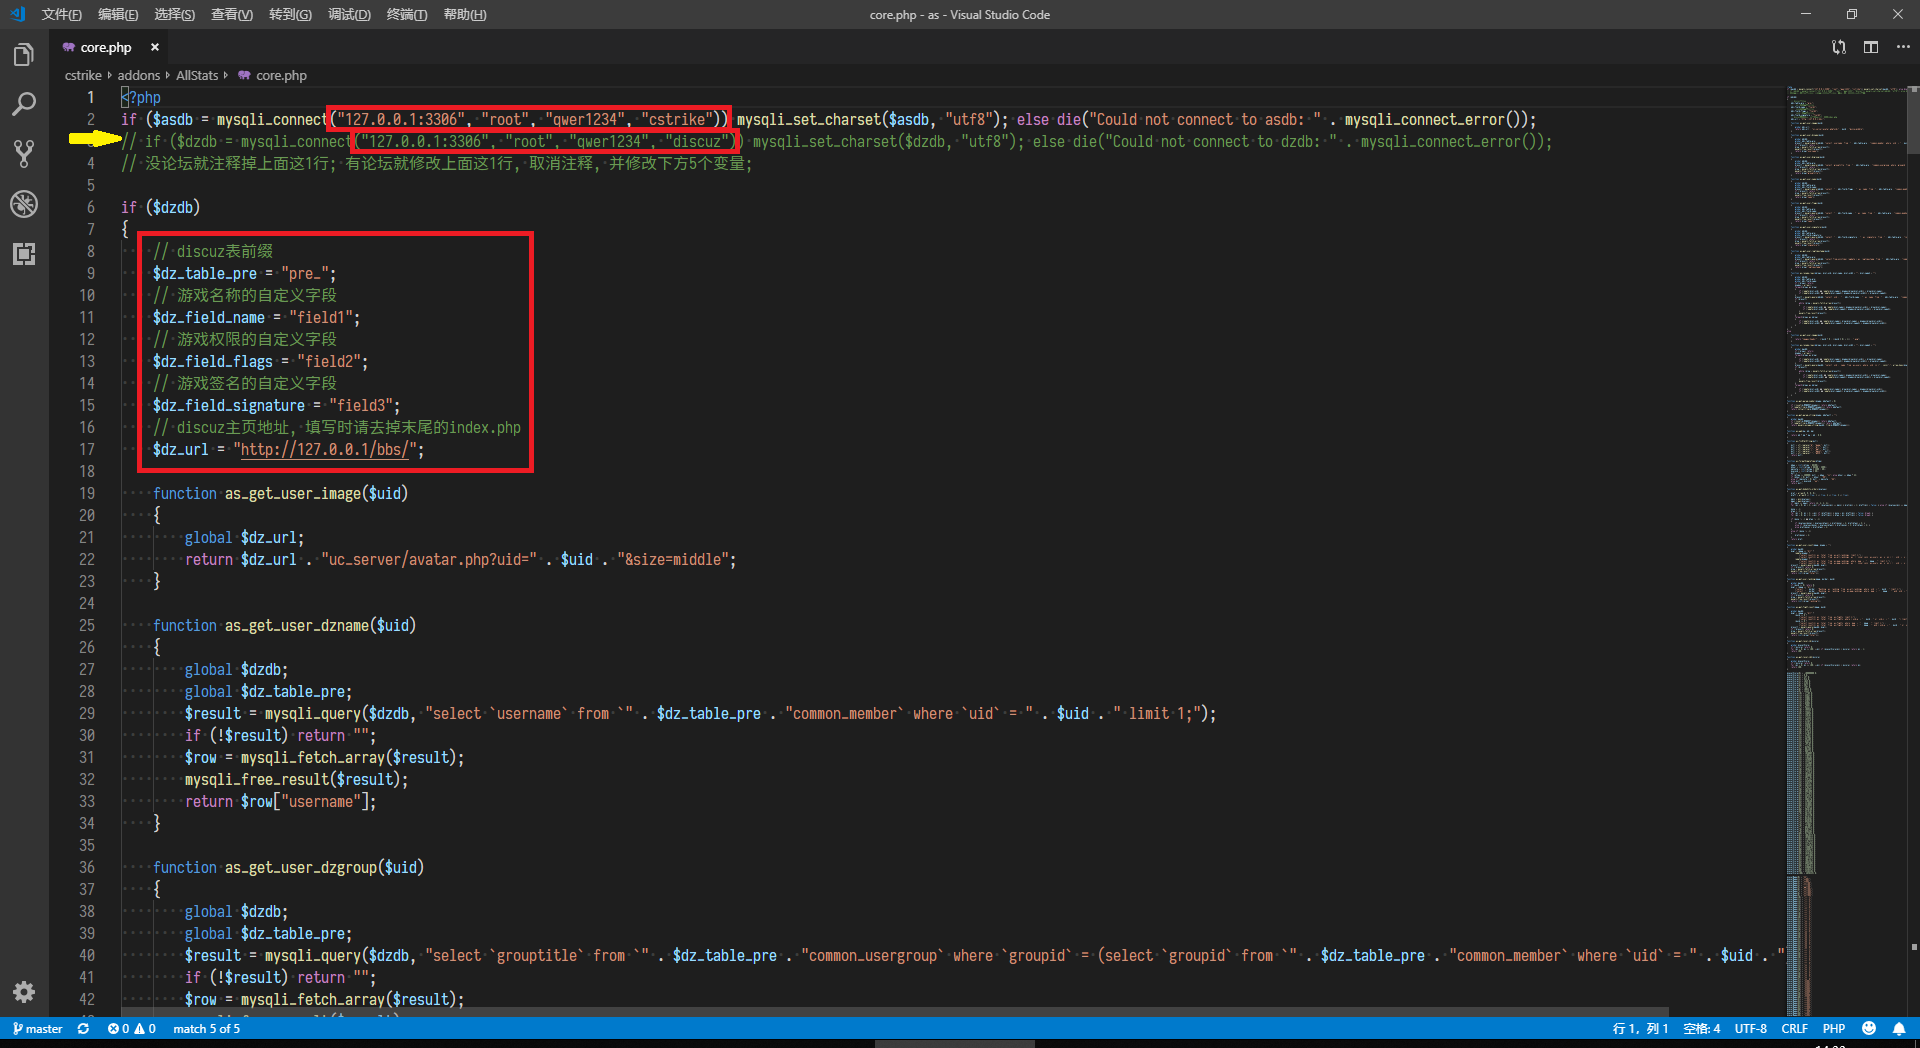 文件(F) 编辑(E) 选择(S) 查看(V) 转到(G) 调试(D) 终端(T) 帮助(H) core.php - as - Visual Studio Code
core.php
cstrike addons AllStats core.php
1 <?php
2 if ($asdb = mysqli_connect("127.0.0.1:3306", "root", "qwer1234", "cstrike")) mysqli_set_charset($asdb, "utf8"); else die("Could not connect to asdb: " . mysqli_connect_error());
// if ($dzdb = mysqli_connect("127.0.0.1:3306", "root", "qwer1234", "discuz")) mysqli_set_charset($dzdb, "utf8"); else die("Could not connect to dzdb: " . mysqli_connect_error());
4 // 没论坛就注释掉上面这1行; 有论坛就修改上面这1行, 取消注释, 并修改下方5个变量;
5
6 if ($dzdb)
7 {
8 // discuz表前缀
9 $dz_table_pre = "pre_";
10 // 游戏名称的自定义字段
11 $dz_field_name = "field1";
12 // 游戏权限的自定义字段
13 $dz_field_flags = "field2";
14 // 游戏签名的自定义字段
15 $dz_field_signature = "field3";
16 // discuz主页地址, 填写时请去掉末尾的index.php
17 $dz_url = "http://127.0.0.1/bbs/";
18
19 function as_get_user_image($uid)
20 {
21 global $dz_url;
22 return $dz_url . "uc_server/avatar.php?uid=" . $uid . "&size=middle";
23 }
24
25 function as_get_user_dzname($uid)
26 {
27 global $dzdb;
28 global $dz_table_pre;
29 $result = mysqli_query($dzdb, "select `username` from `" . $dz_table_pre . "common_member` where `uid` = " . $uid . " limit 1;");
30 if (!$result) return "";
31 $row = mysqli_fetch_array($result);
32 mysqli_free_result($result);
33 return $row["username"];
34 }
35
36 function as_get_user_dzgroup($uid)
37 {
38 global $dzdb;
39 global $dz_table_pre;
40 $result = mysqli_query($dzdb, "select `grouptitle` from `" . $dz_table_pre . "common_usergroup` where `groupid` = (select `groupid` from `" . $dz_table_pre . "common_member` where `uid` = " . $uid . "
41 if (!$result) return "";
42 $row = mysqli_fetch_array($result);
master 0 0 match 5 of 5 行 1, 列 1 空格: 4 UTF-8 CRLF PHP